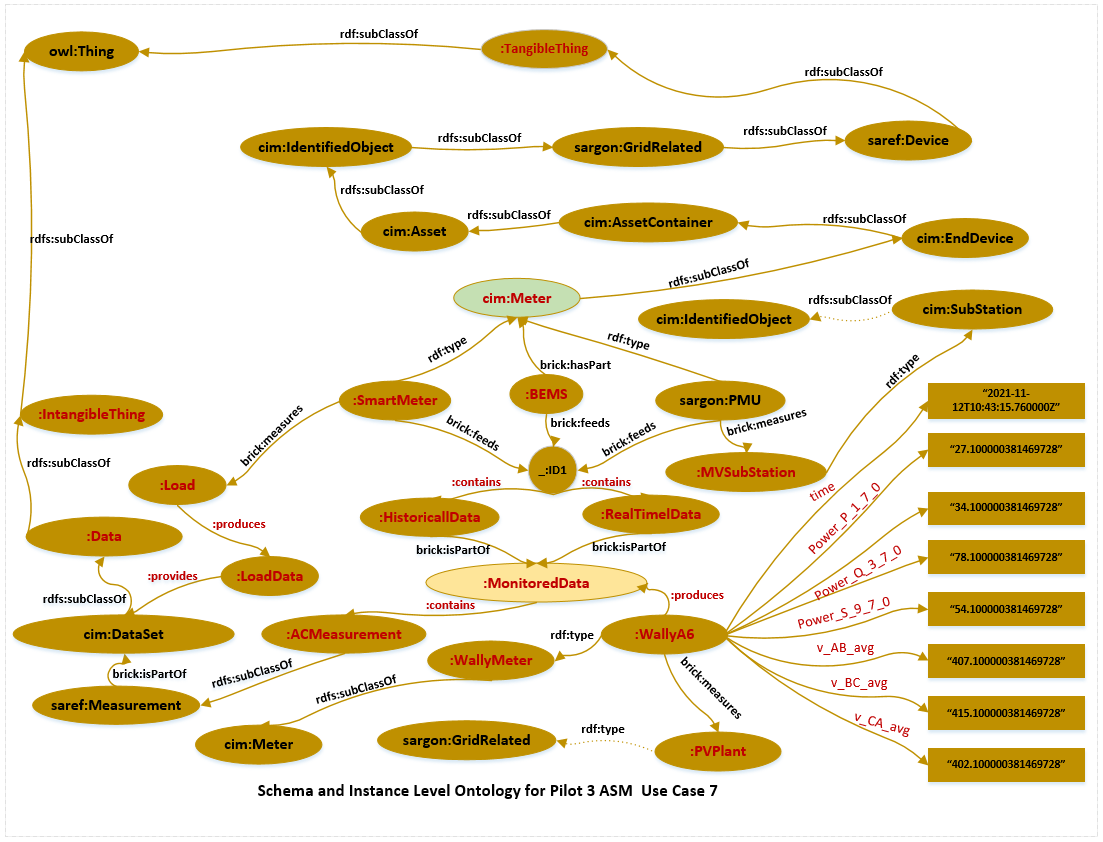 rdf:subClassOf
owl:Thing
:TangibleThing
rdf:subClassOf
cim:IdentifiedObject
rdfs:subClassOf
sargon:GridRelated
rdfs:subClassOf
saref:Device
rdfs:subClassOf
cim:Asset
rdfs:subClassOf
cim:AssetContainer
rdfs:subClassOf
cim:EndDevice
rdfs:subClassOf
rdfs:subClassOf
cim:Meter
cim:IdentifiedObject
rdfs:subClassOf
cim:SubStation
rdf:type
brick:hasPart
rdf:type
rdf:type
:IntangibleThing
:SmartMeter
:BEMS
sargon:PMU
brick:measures
brick:feeds
brick:feeds
brick:feeds
brick:measures
“2021-11-
12T10:43:15.760000Z”
“27.100000381469728”
rdfs:subClassOf
:Load
_:ID1
:MVSubStation
:contains
:contains
time
Power_P_1_7_0
:HistoricallData
:RealTimelData
“34.100000381469728”
:Data
:produces
brick:isPartOf
brick:isPartOf
“78.100000381469728”
:provides
:LoadData
:MonitoredData
Power_Q_3_7_0
rdfs:subClassOf
:contains
:produces
Power_S_9_7_0
“54.100000381469728”
cim:DataSet
:ACMeasurement
rdf:type
:WallyA6
v_AB_avg
“407.100000381469728”
brick:isPartOf
rdfs:subClassOf
:WallyMeter
brick:measures
v_BC_avg
saref:Measurement
rdfs:subClassOf
v_CA_avg
“415.100000381469728”
cim:Meter
sargon:GridRelated
rdf:type
:PVPlant
“402.100000381469728”
Schema and Instance Level Ontology for Pilot 3 ASM  Use Case 7